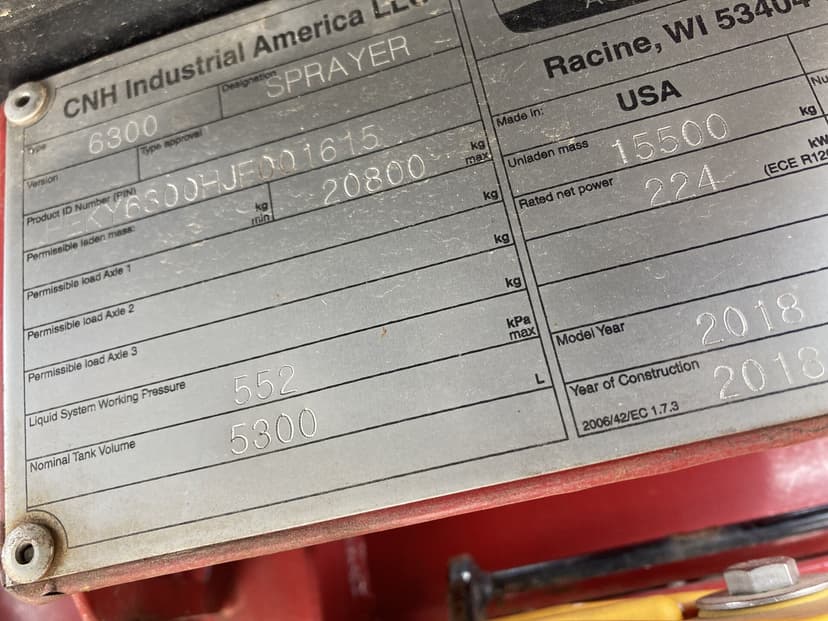 CNH Industrial America LLC
Racine, WI 53404
Type
6300
Designation
SPRAYER
Made in:
USA
Version
Type approval
Unladen mass
15500
kg
Product ID Number (PIN)
Rated net power
224
kW
(ECE R120
Permissible laden mass:
kg
min
20800
kg
max
Permissible load Axle 1
kg
Permissible load Axle 2
kg
Permissible load Axle 3
kg
Model Year
2018
Liquid System Working Pressure
552
kPa
max
Year of Construction
2018
Nominal Tank Volume
5300
L
2006/42/EC 1.7.3